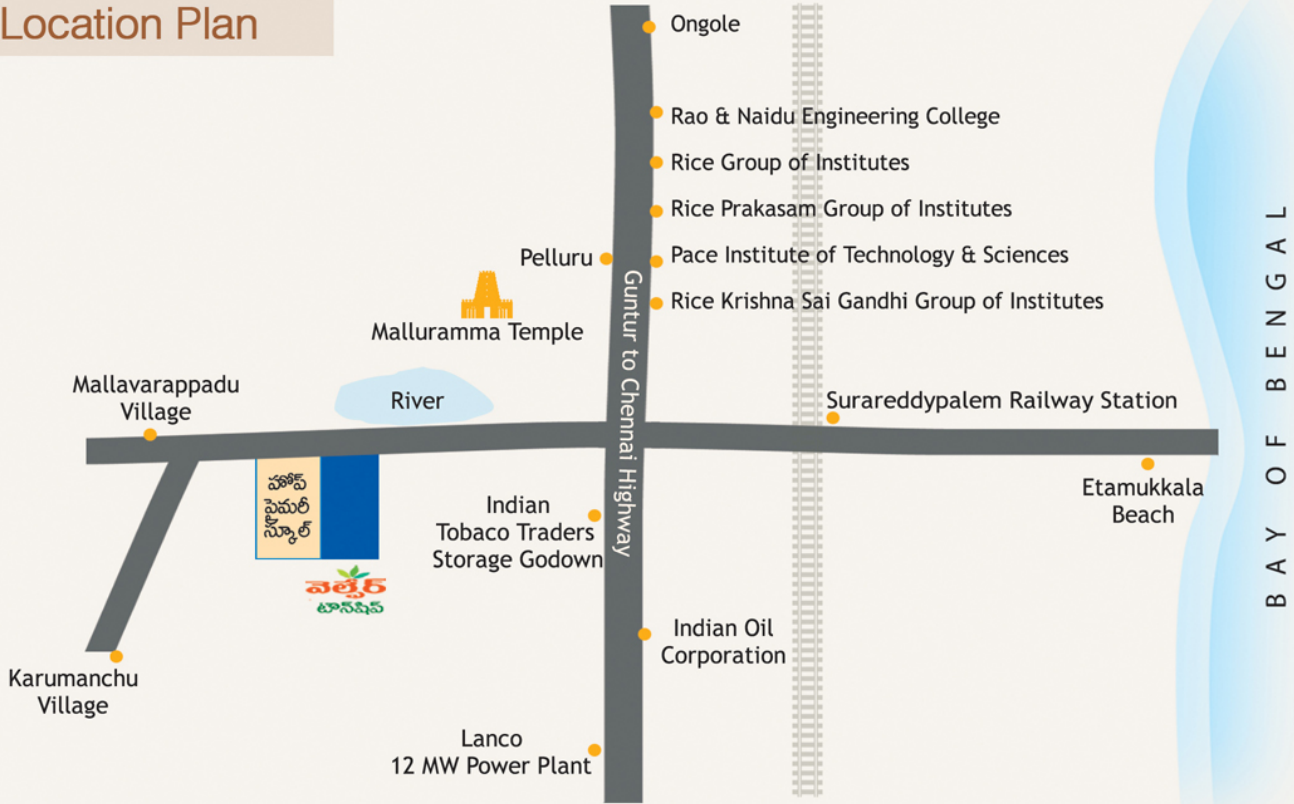 Location Plan
Ongole
Rao & Naidu Engineering College
Rice Group of Institutes
Rice Prakasam Group of Institutes
Pelluru
Pace Institute of Technology & Sciences
Rice Krishna Sai Gandhi Group of Institutes
Malluramma Temple
Guntur to Chennai Highway
BAY OF BENGAL
Mallavarappadu
Village
River
Surareddypalem Railway Station
హోప్
పైమరీ
స్కూల్
Indian
Tobaco Traders
Storage Godown
Etamukkala
Beach
వెల్ఫేర్
టౌన్‌షిప్
Indian Oil
Corporation
Karumanchu
Village
Lanco
12 MW Power Plant